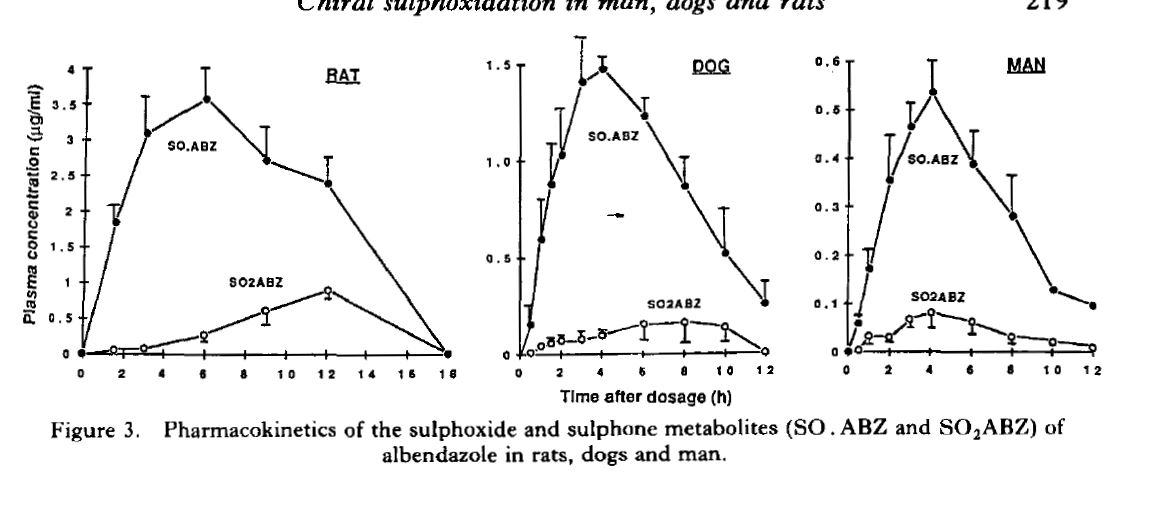 Chiral sulphoxidation in man, dogs and rats 219
RAT
DOG
MAN
Plasma concentration (µg/ml)
4
3.5
3
2.5
2
1.5
1
0.5
0
SO.ABZ
SO2ABZ
0 2 4 6 8 10 12 14 16 18
1.5
1.0
0.5
0
SO.ABZ
SO2ABZ
0 2 4 6 8 10 12
0.6
0.5
0.4
0.3
0.2
0.1
0
SO.ABZ
SO2ABZ
0 2 4 6 8 10 12
Time after dosage (h)
Figure 3. Pharmacokinetics of the sulphoxide and sulphone metabolites (SO.ABZ and SO₂ABZ) of
albendazole in rats, dogs and man.